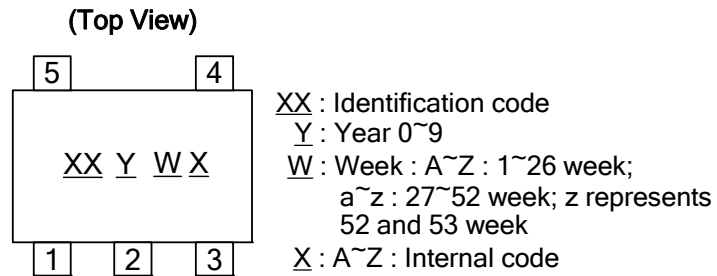 (Top View)
5 4
XX Y W X
1 2 3
XX : Identification code
Y : Year 0~9
W : Week : A~Z : 1~26 week;
a~z : 27~52 week; z represents
52 and 53 week
X : A~Z : Internal code